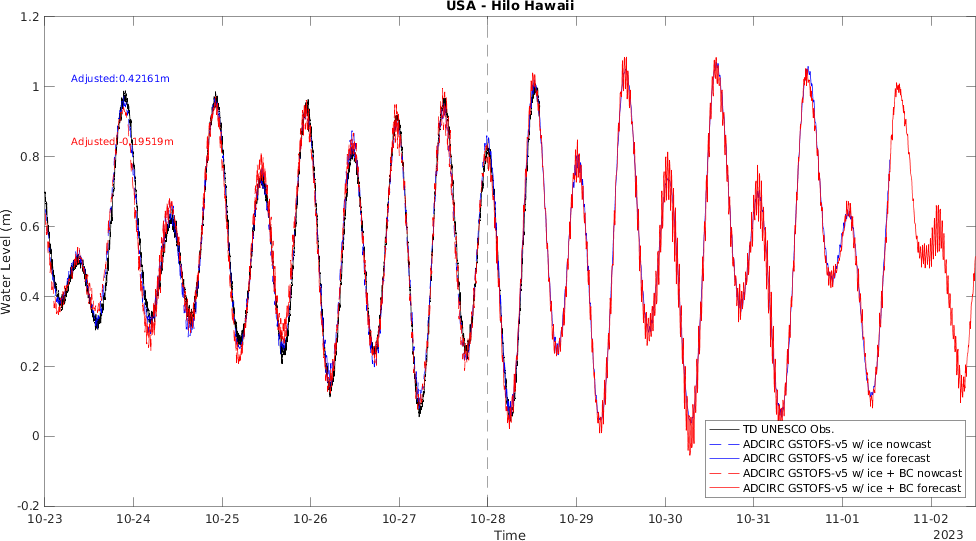 USA - Hilo Hawaii
1.2
1
0.8
0.6
0.4
0.2
0
-0.2
Water Level (m)
Adjusted:0.42161m
Adjusted:-0.19519m
TD UNESCO Obs.
ADCIRC GSTOFS-v5 w/ ice nowcast
ADCIRC GSTOFS-v5 w/ ice forecast
ADCIRC GSTOFS-v5 w/ ice + BC nowcast
ADCIRC GSTOFS-v5 w/ ice + BC forecast
10-23 10-24 10-25 10-26 10-27 10-28 10-29 10-30 10-31 11-01 11-02
Time
2023